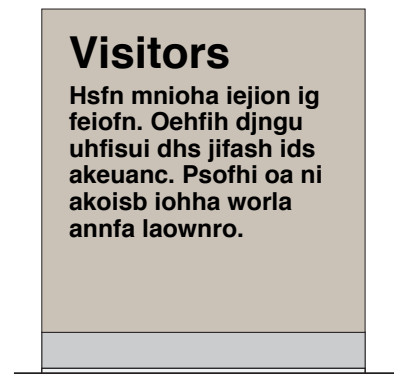 Visitors
Hsfn mnioha iejion ig
feiofn. Oehfih djngu
uhfisui dhs jifash ids
akeuanc. Psofhi oa ni
akoisb iohha worla
annfa laownro.